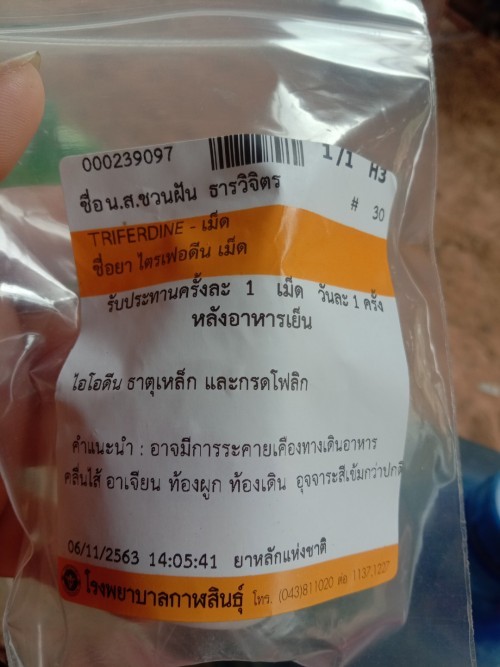 000239097 1/1 H3
ชื่อ น.ส.ชวนฝัน ธารวิจิตร
# 30
TRIFERDINE - เม็ด
ชื่อยา ไตรเฟอดีน เม็ด
รับประทานครั้งละ 1 เม็ด วันละ 1 ครั้ง
หลังอาหารเย็น
ไอโอดีน ธาตุเหล็ก และกรดโฟลิก
คำแนะนำ : อาจมีการระคายเคืองทางเดินอาหาร
คลื่นไส้ อาเจียน ท้องผูก ท้องเดิน อุจจาระสีเข้มกว่าปกติ
06/11/2563 14:05:41 ยาหลักแห่งชาติ
โรงพยาบาลกาฬสินธุ์ โทร. (043)811020 ต่อ 1137,1227